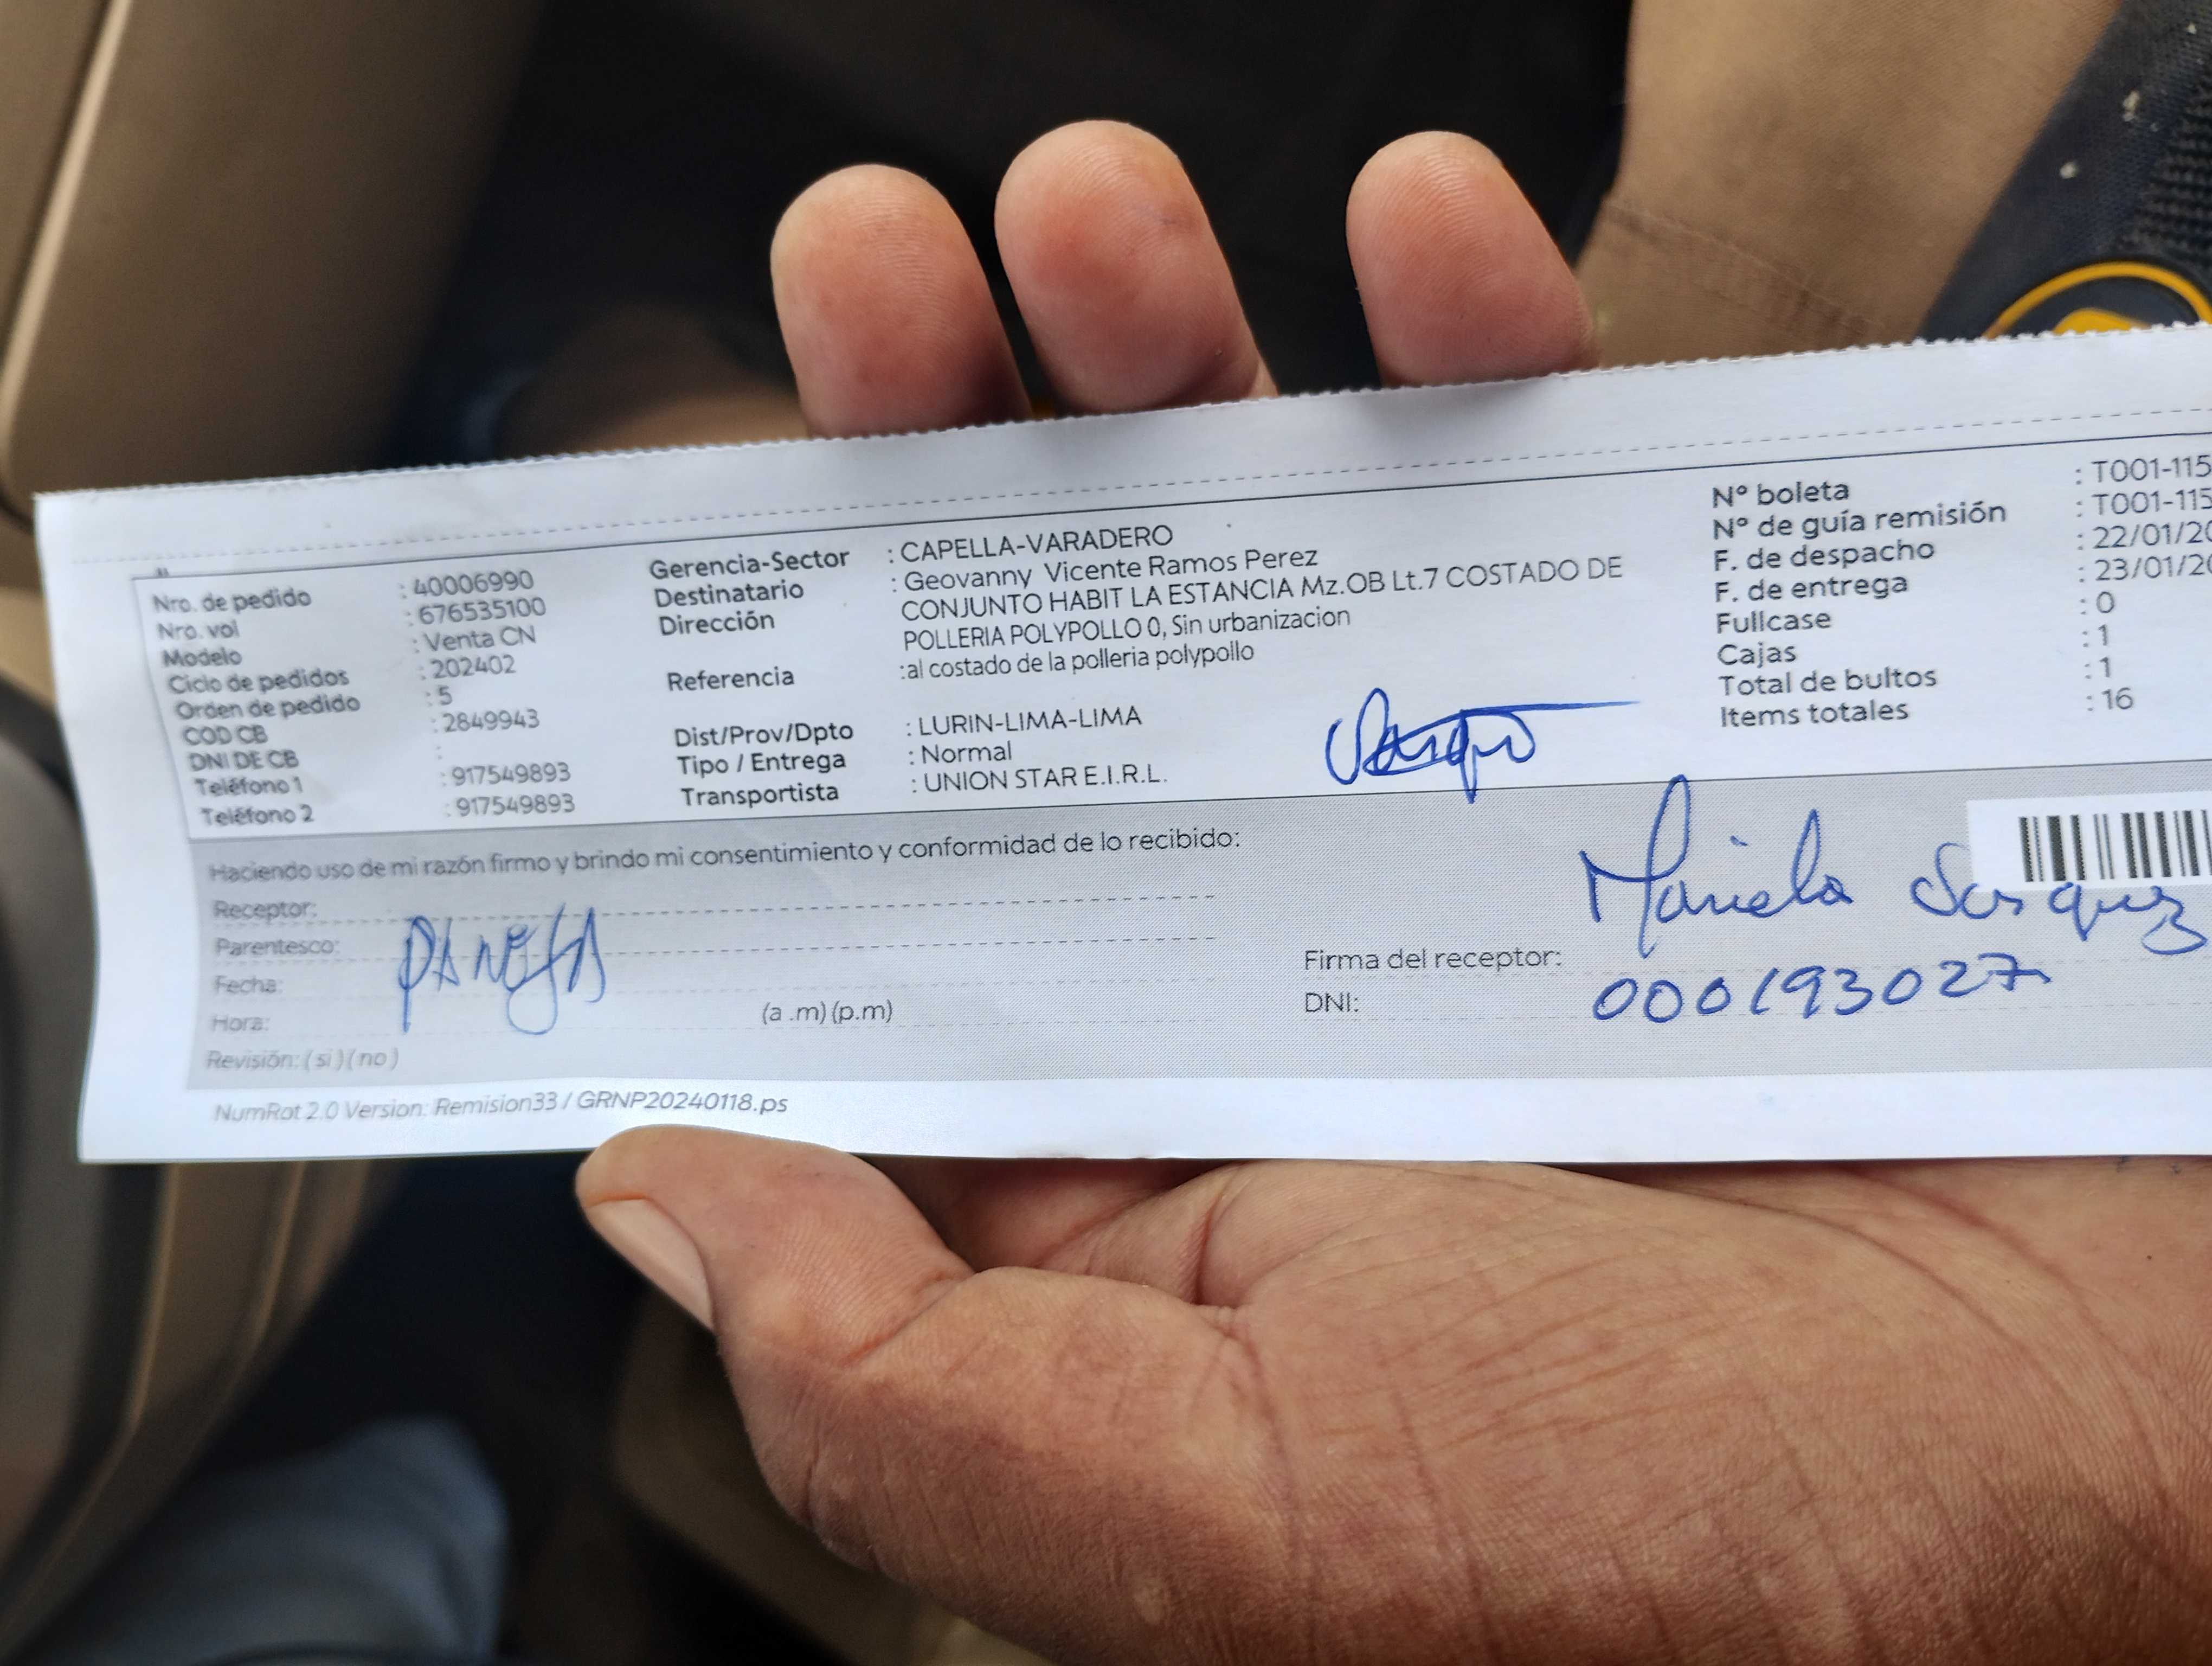 Nro. de pedido : 40006990
Nro. vol : 676535100
Modelo : Venta CN
Ciclo de pedidos : 202402
Orden de pedido : 5
COD CB : 2849943
DNI DE CB :
Teléfono 1 : 917549893
Teléfono 2 : 917549893
Gerencia-Sector : CAPELLA-VARADERO
Destinatario : Geovanny Vicente Ramos Perez
Dirección CONJUNTO HABIT LA ESTANCIA Mz.OB Lt.7 COSTADO DE
POLLERIA POLYPOLLO 0, Sin urbanizacion
Referencia :al costado de la polleria polypollo
Dist/Prov/Dpto : LURIN-LIMA-LIMA
Tipo / Entrega : Normal
Transportista : UNION STAR E.I.R.L.
N° boleta : T001-115
N° de guía remisión : T001-115
F. de despacho : 22/01/20
F. de entrega : 23/01/20
Fullcase : 0
Cajas : 1
Total de bultos : 1
Items totales : 16
Haciendo uso de mi razón firmo y brindo mi consentimiento y conformidad de lo recibido:
Receptor:
Parentesco:
PAREJA
Fecha:
Hora: (a .m) (p.m)
Revisión: ( si ) ( no )
Mariela
Firma del receptor:
DNI: 000193027
NumRot 2.0 Version: Remision33 / GRNP20240118.ps